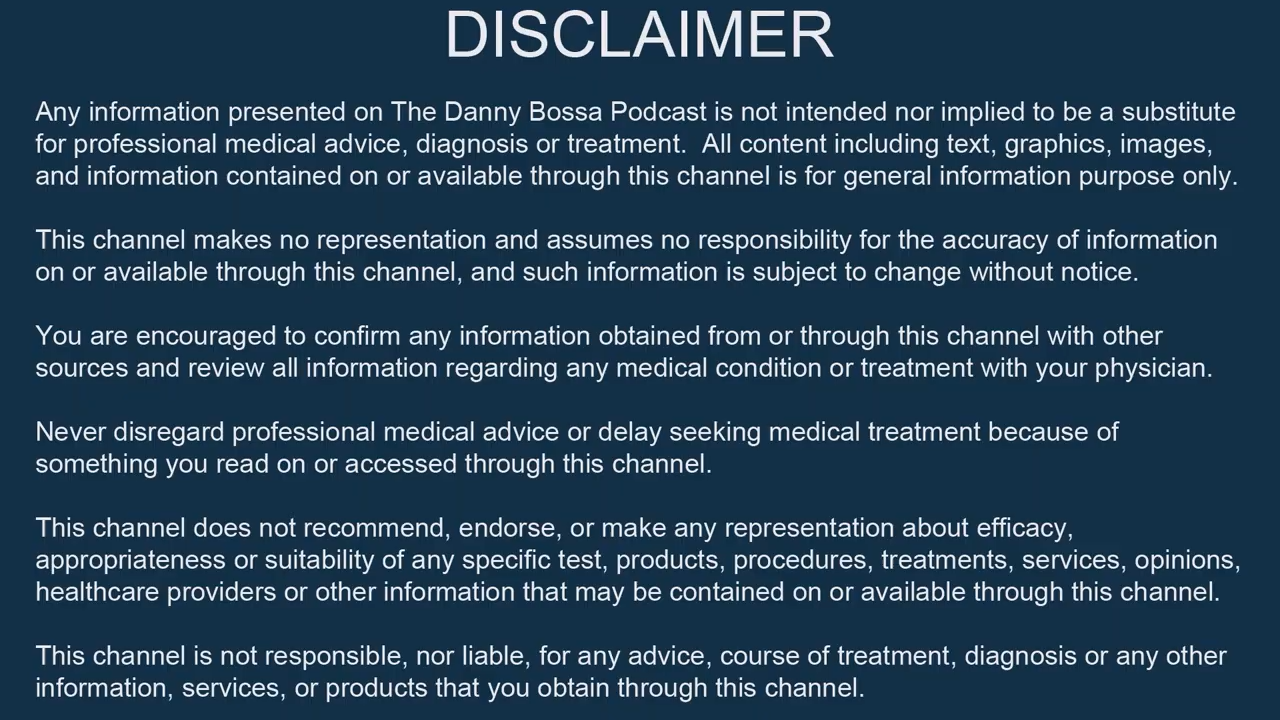 DISCLAIMER
Any information presented on The Danny Bossa Podcast is not intended nor implied to be a substitute
for professional medical advice, diagnosis or treatment.  All content including text, graphics, images,
and information contained on or available through this channel is for general information purpose only.
This channel makes no representation and assumes no responsibility for the accuracy of information
on or available through this channel, and such information is subject to change without notice.
You are encouraged to confirm any information obtained from or through this channel with other
sources and review all information regarding any medical condition or treatment with your physician.
Never disregard professional medical advice or delay seeking medical treatment because of
something you read on or accessed through this channel.
This channel does not recommend, endorse, or make any representation about efficacy,
appropriateness or suitability of any specific test, products, procedures, treatments, services, opinions,
healthcare providers or other information that may be contained on or available through this channel.
This channel is not responsible, nor liable, for any advice, course of treatment, diagnosis or any other
information, services, or products that you obtain through this channel.